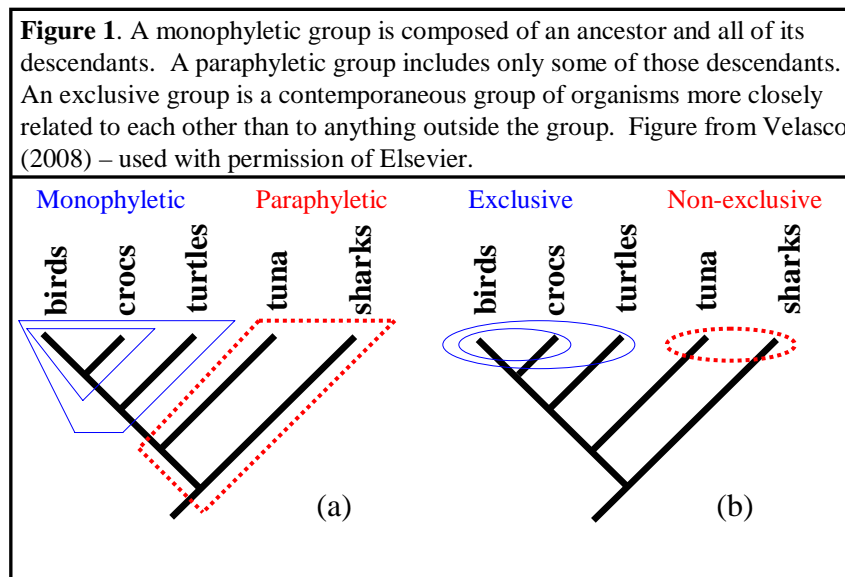 Figure 1. A monophyletic group is composed of an ancestor and all of its
descendants. A paraphyletic group includes only some of those descendants.
An exclusive group is a contemporaneous group of organisms more closely
related to each other than to anything outside the group. Figure from Velasco
(2008) – used with permission of Elsevier.
Monophyletic Paraphyletic Exclusive Non-exclusive
birds crocs turtles tuna sharks birds crocs turtles tuna sharks
(a) (b)